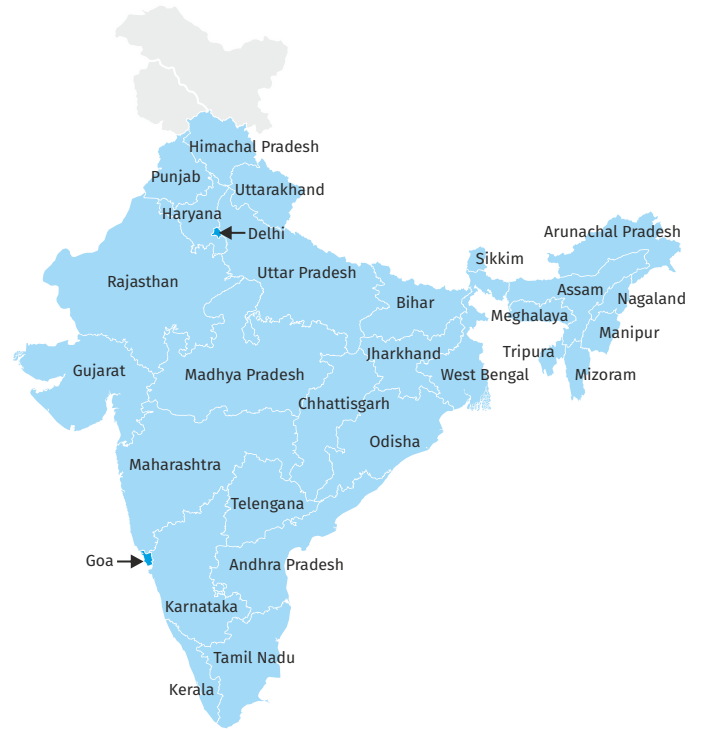 Himachal Pradesh
Punjab
Uttarakhand
Haryana
Delhi
Arunachal Pradesh
Sikkim
Uttar Pradesh
Rajasthan
Assam
Bihar
Nagaland
Meghalaya
Manipur
Tripura
Jharkhand
Gujarat
Madhya Pradesh
West Bengal
Mizoram
Chhattisgarh
Odisha
Maharashtra
Telengana
Goa
Andhra Pradesh
Karnataka
Tamil Nadu
Kerala